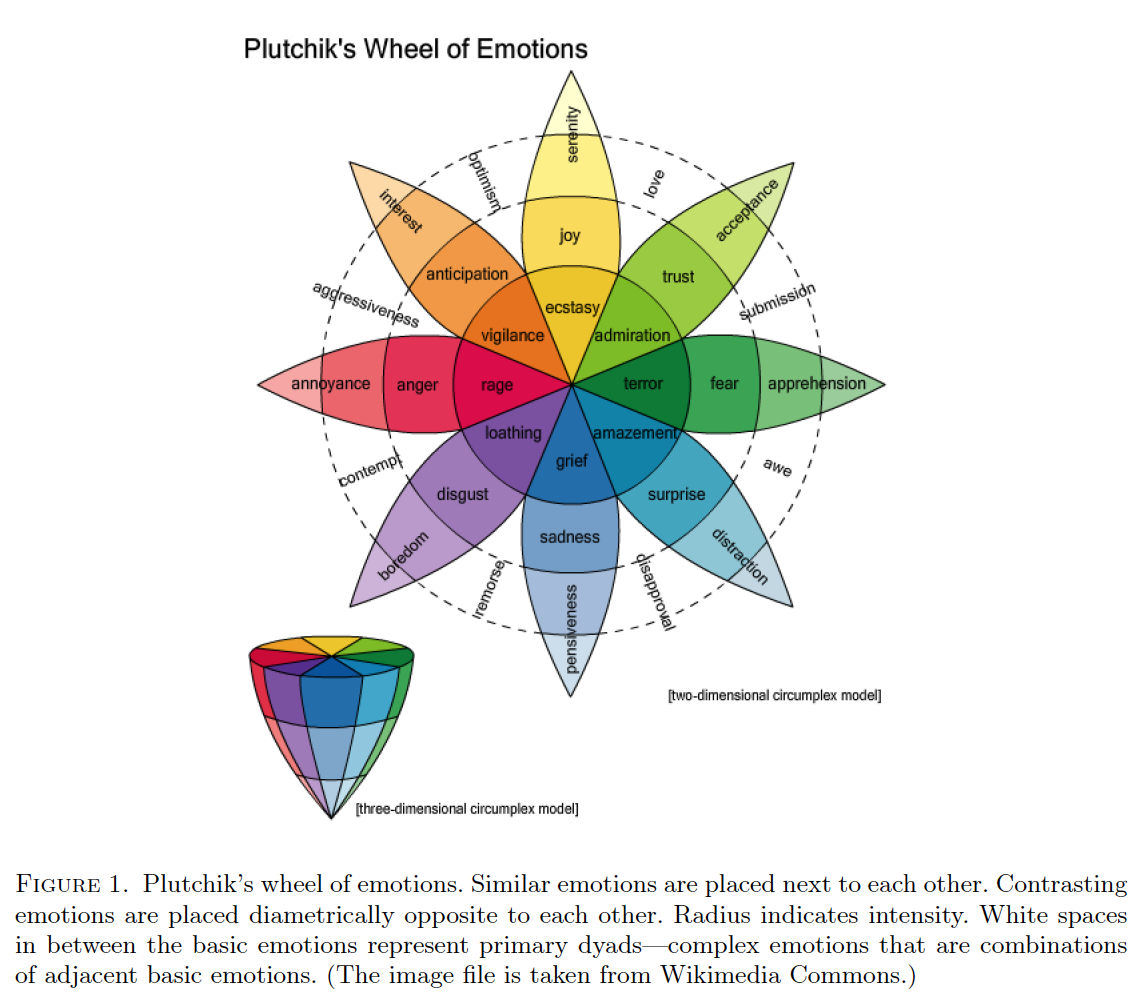 Plutchik's Wheel of Emotions
serenity
optimism
love
interest
acceptance
joy
anticipation
trust
aggressiveness
submission
ecstasy
vigilance
admiration
annoyance
anger
rage
terror
fear
apprehension
loathing
amazement
contempt
grief
awe
disgust
surprise
boredom
sadness
distraction
remorse
disapproval
pensiveness
[two-dimensional circumplex model]
[three-dimensional circumplex model]
FIGURE 1. Plutchik's wheel of emotions. Similar emotions are placed next to each other. Contrasting
emotions are placed diametrically opposite to each other. Radius indicates intensity. White spaces
in between the basic emotions represent primary dyads—complex emotions that are combinations
of adjacent basic emotions. (The image file is taken from Wikimedia Commons.)